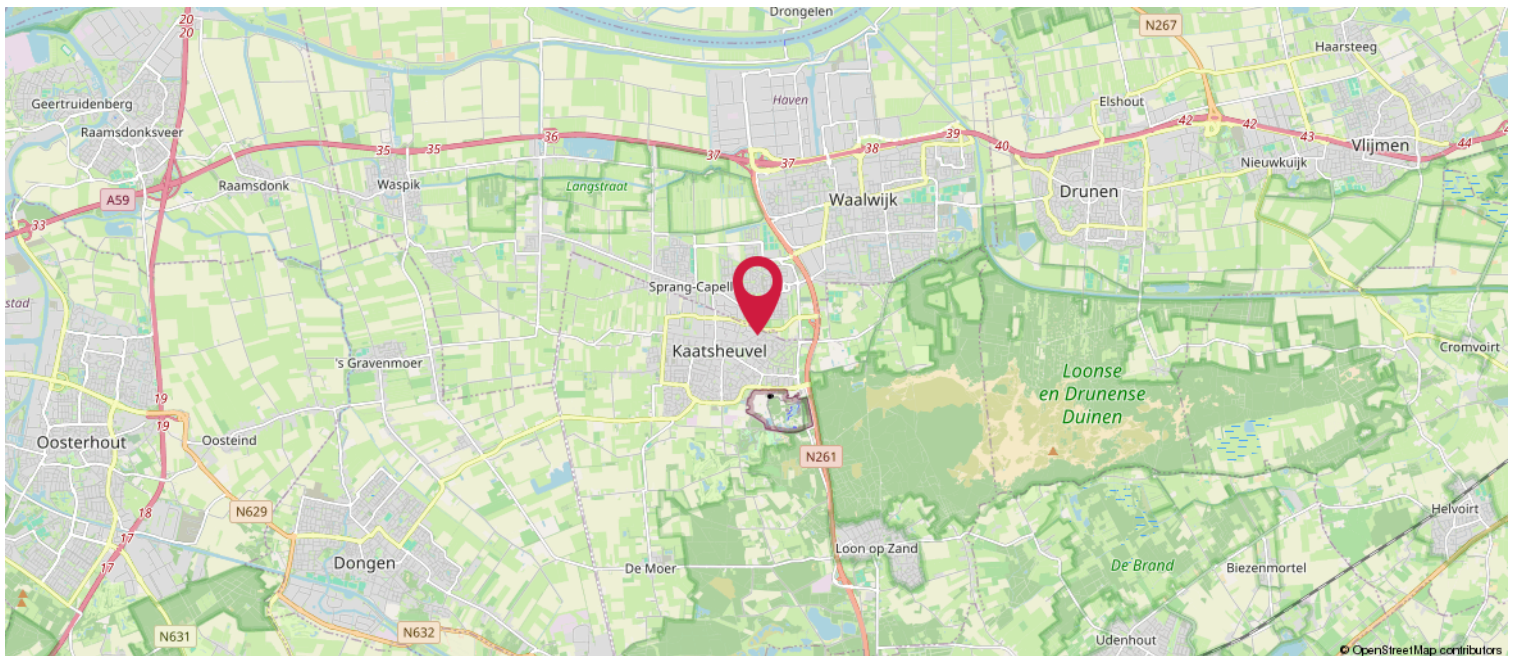 Drongelen
20
20
N267
Haarsteeg
Geertruidenberg
Haven
Elshout
Raamsdonksveer
36
39
42
42
43
44
4
Vlijmen
35
35
37
37
38
40
Nieuwkuijk
A59
Raamsdonk
Waspik
Langstraat
Waalwijk
Drunen
33
Sprang-Capell
stad
Kaatsheuvel
's Gravenmoer
Cromvoirt
Loonse
en Drunense
Duinen
19
19
Oosterhout
Oosteind
N261
N629
18
17
17
Helvoirt
Dongen
De Moer
Loon op Zand
De Brand
Biezenmortel
N631
N632
Udenhout
© OpenStreetMap contributors